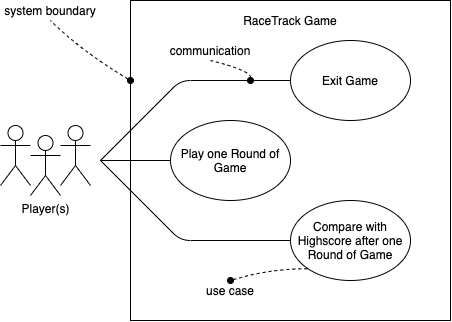 system boundary
RaceTrack Game
communication
Exit Game
Play one Round of
Game
Player(s)
Compare with
Highscore after one
Round of Game
use case